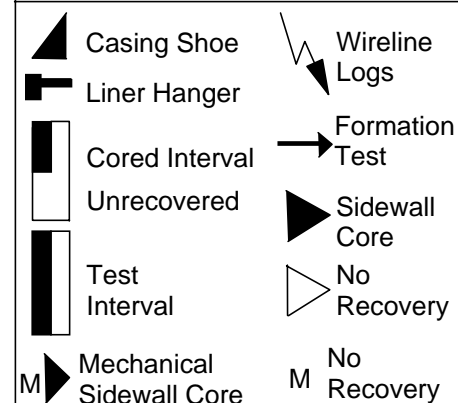 Casing Shoe
Liner Hanger
Cored Interval
Unrecovered
Test
Interval
M Mechanical
Sidewall Core
Wireline
Logs
Formation
Test
Sidewall
Core
No
Recovery
M No
Recovery